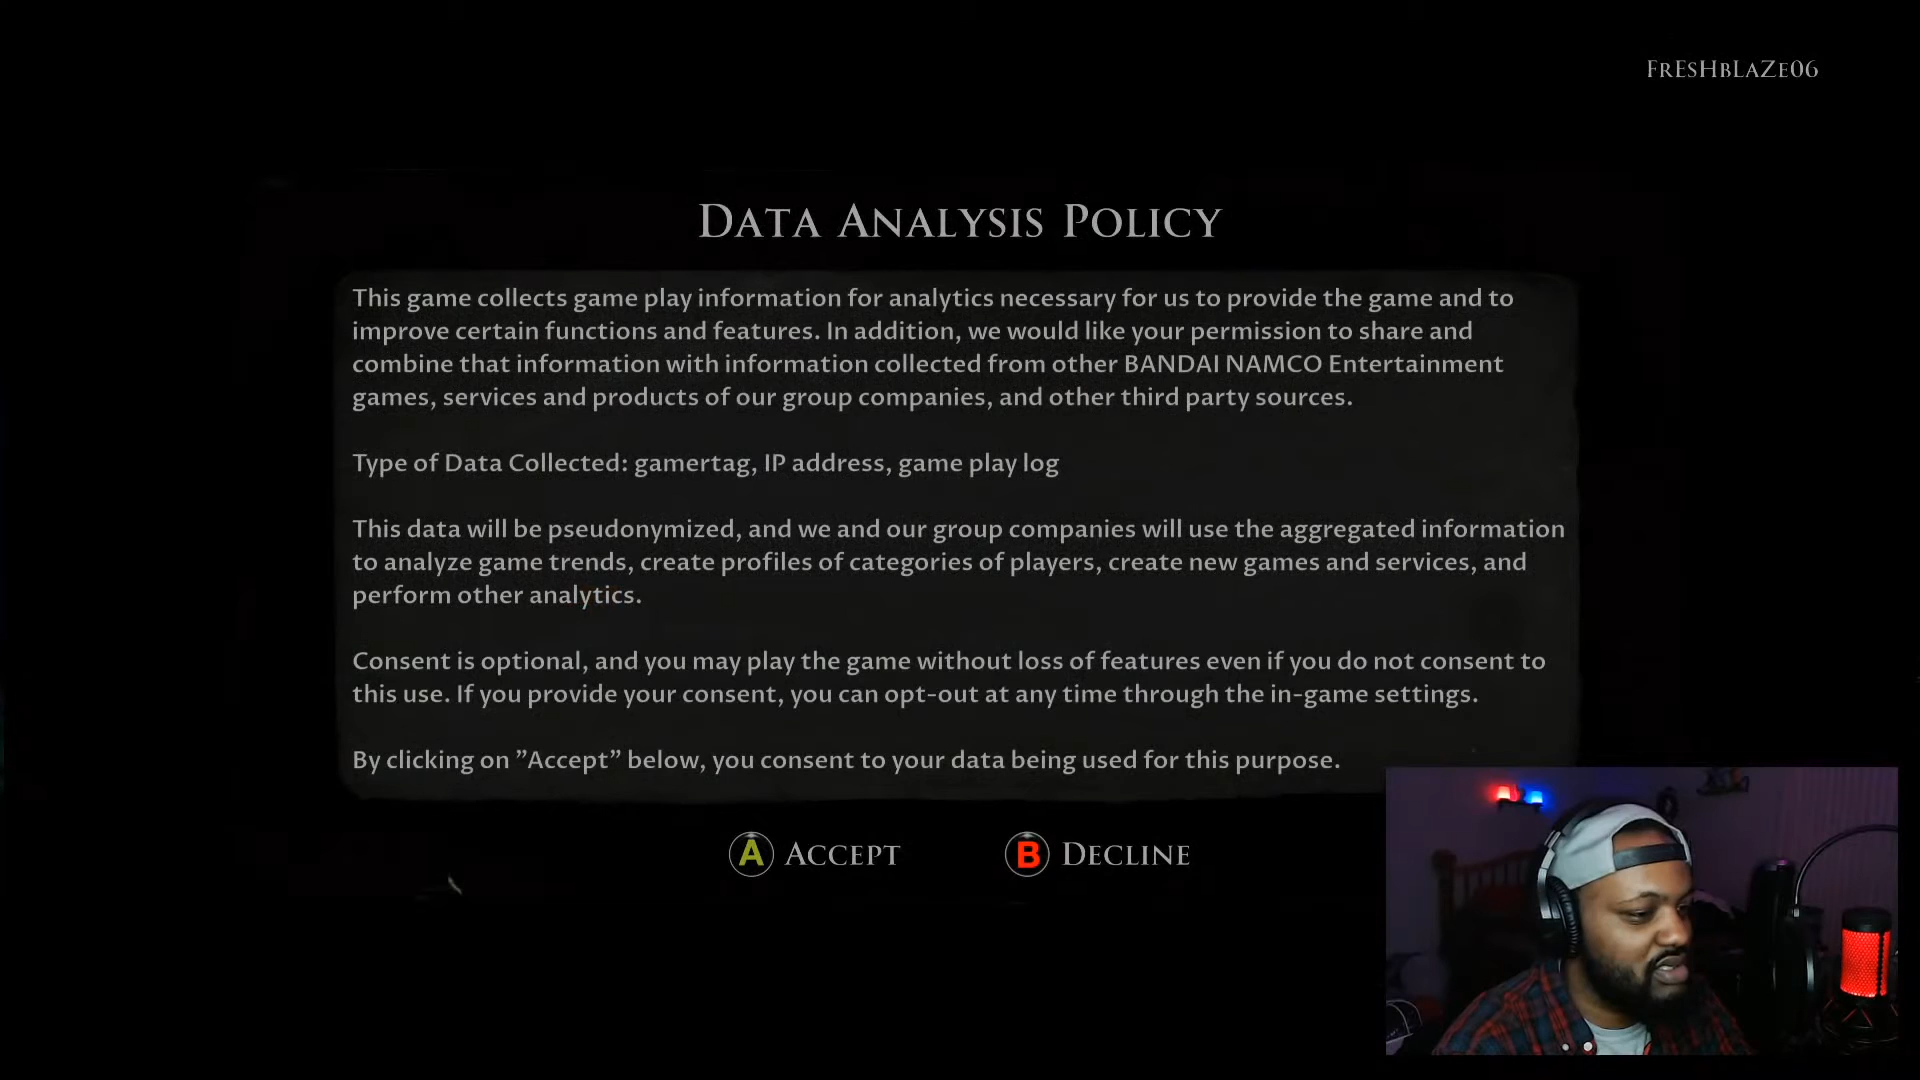 FrESHbLaZe06
Data Analysis Policy
This game collects game play information for analytics necessary for us to provide the game and to
improve certain functions and features. In addition, we would like your permission to share and
combine that information with information collected from other BANDAI NAMCO Entertainment
games, services and products of our group companies, and other third party sources.
Type of Data Collected: gamertag, IP address, game play log
This data will be pseudonymized, and we and our group companies will use the aggregated information
to analyze game trends, create profiles of categories of players, create new games and services, and
perform other analytics.
Consent is optional, and you may play the game without loss of features even if you do not consent to
this use. If you provide your consent, you can opt-out at any time through the in-game settings.
By clicking on ”Accept” below, you consent to your data being used for this purpose.
A Accept B Decline